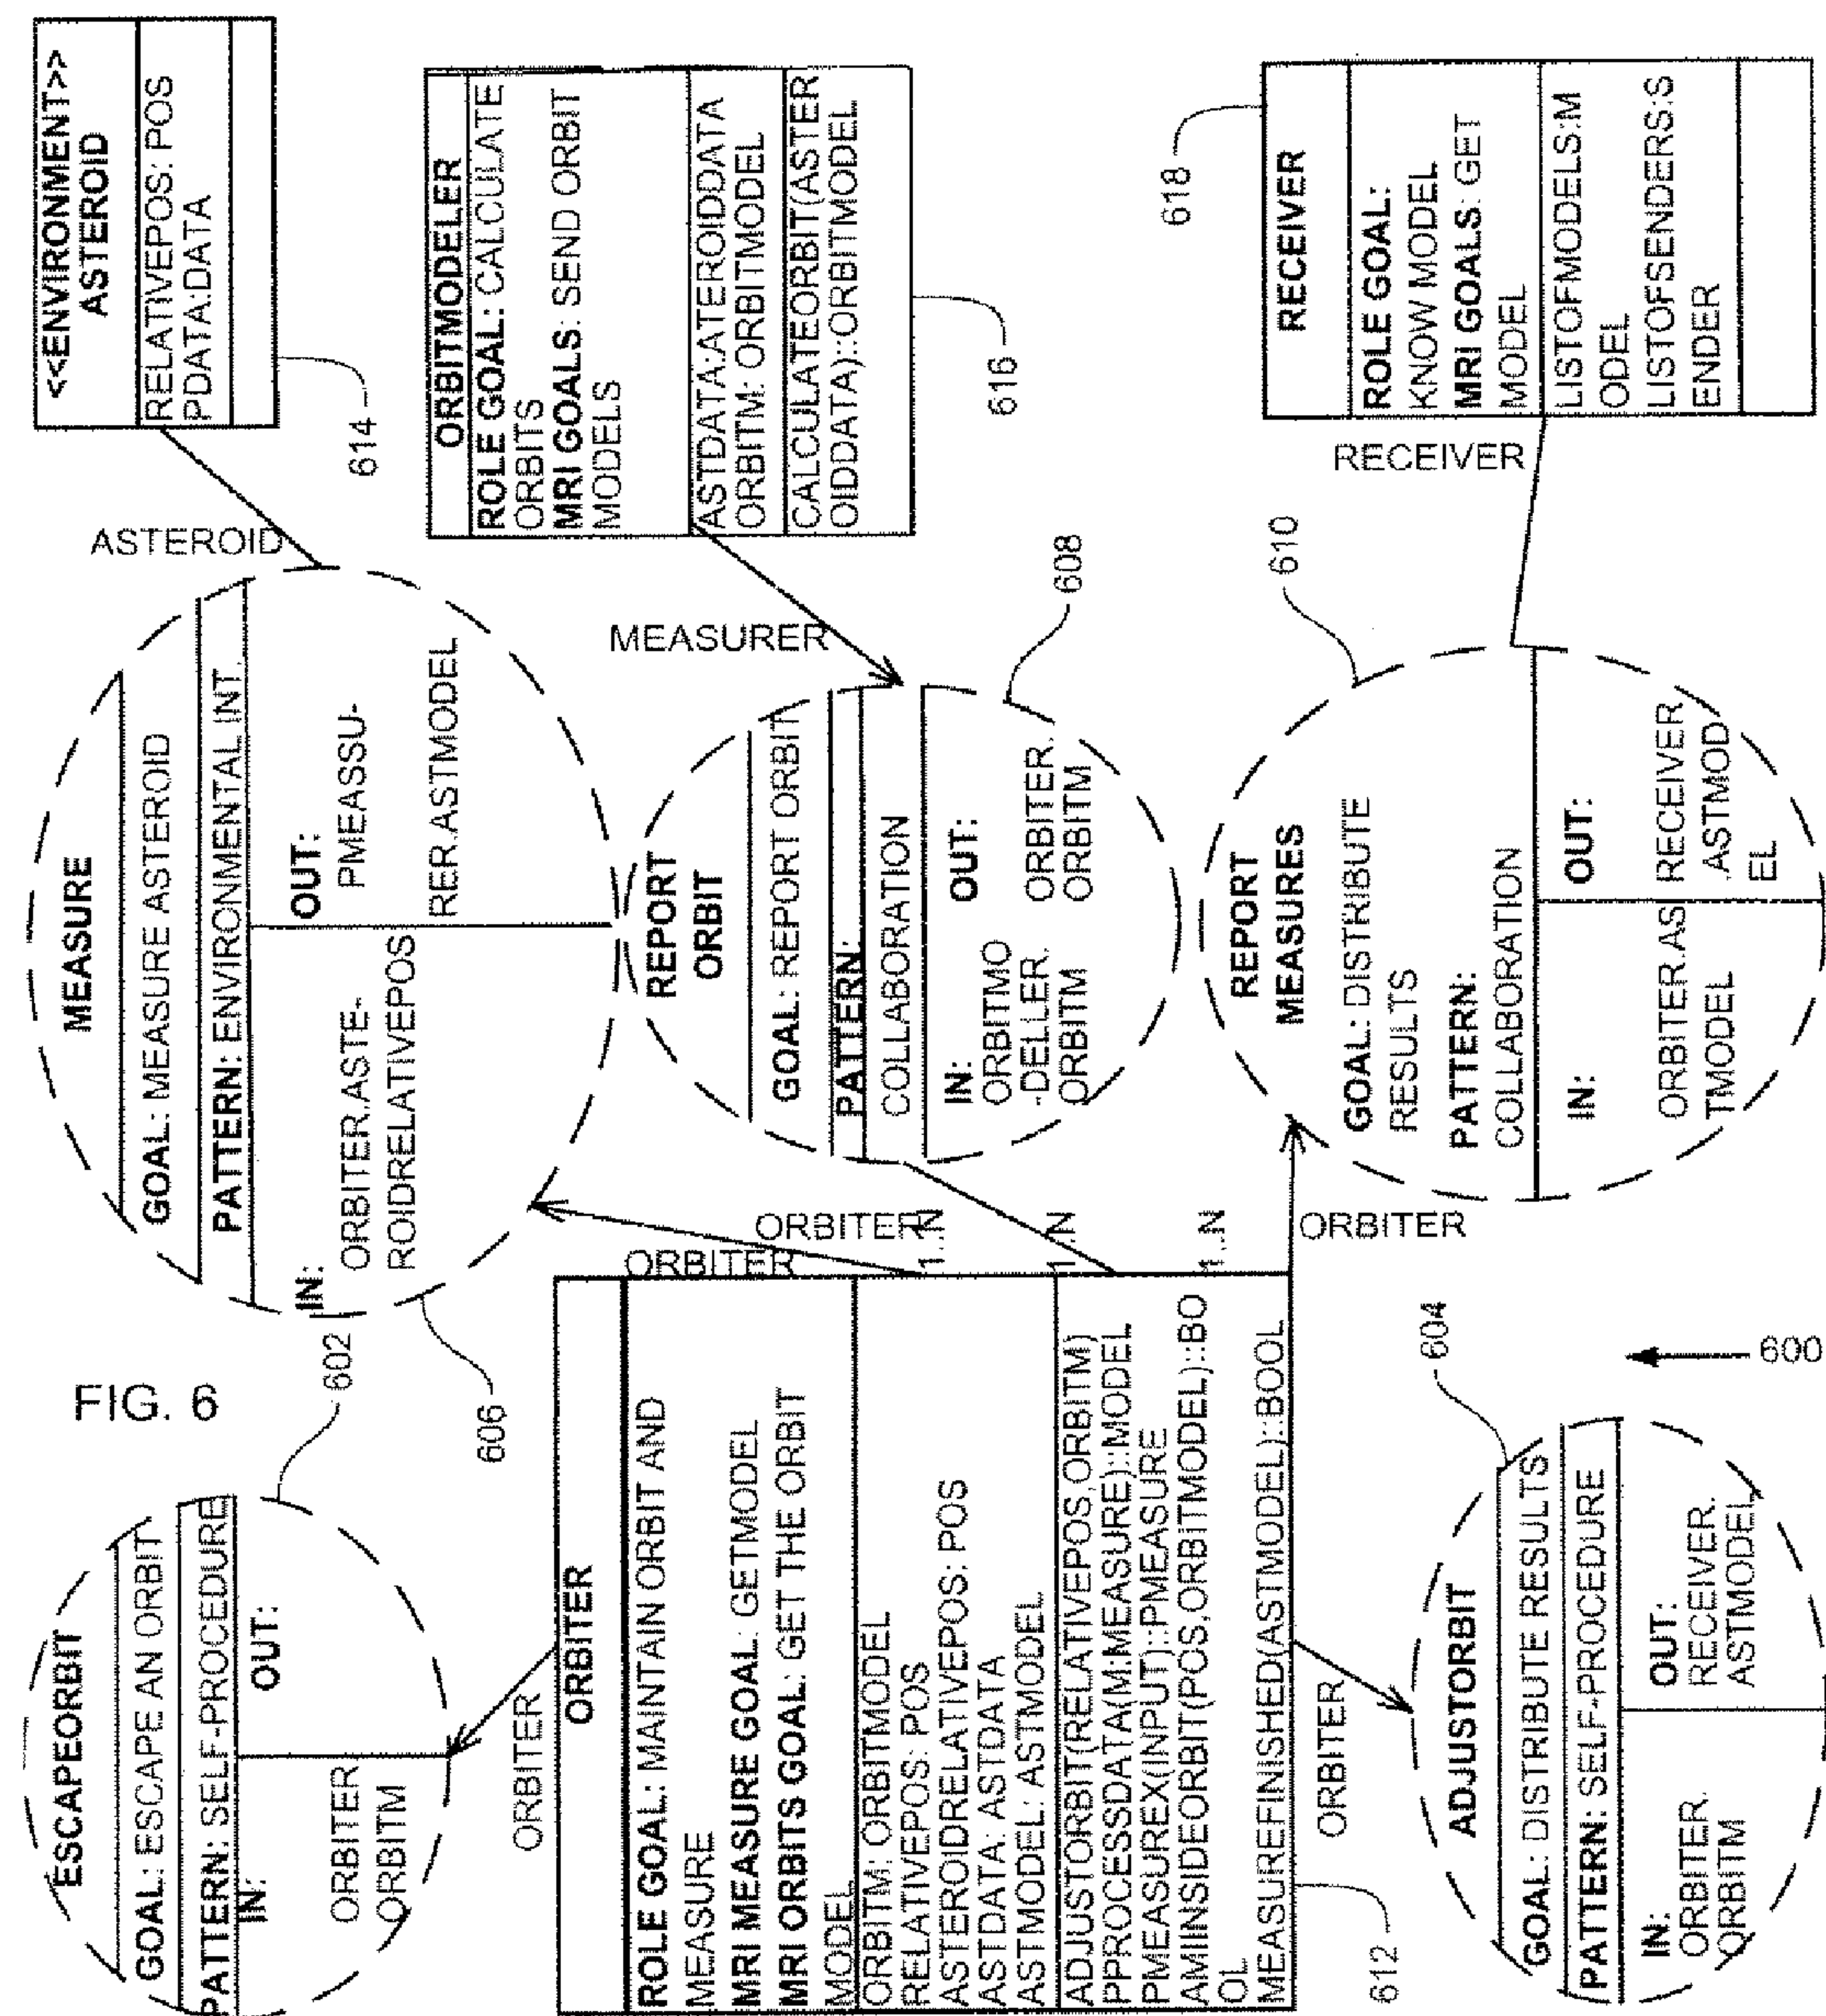 FIG. 6
ESCAPEORBIT
GOAL: ESCAPE AN ORBIT
PATTERN: SELF-PROCEDURE
IN:
ORBITER
ORBITM
OUT:
602
MEASURE
GOAL: MEASURE ASTEROID
PATTERN: ENVIRONMENTAL INT.
IN:
ORBITER.ASTE-
ROIDRELATIVEPOS
OUT:
PMEASSU-
RER.ASTMODEL
606
ASTEROID
<<ENVIRONMENT>>
ASTEROID
RELATIVEPOS: POS
PDATA:DATA
614
ORBITER
ORBITER
ROLE GOAL: MAINTAIN ORBIT AND
MEASURE
MRI MEASURE GOAL: GETMODEL
MRI ORBITS GOAL: GET THE ORBIT
MODEL
ORBITM: ORBITMODEL
RELATIVEPOS: POS
ASTEROIDRELATIVEPOS: POS
ASTDATA: ASTDATA
ASTMODEL: ASTMODEL
ADJUSTORBIT(RELATIVEPOS,ORBITM)
PPROCESSDATA(M:MEASURE)::MODEL
PMEASUREX(INPUT)::PMEASURE
AMIINSIDEORBIT(POS,ORBITMODEL)::BO
OL
MEASUREFINISHED(ASTMODEL)::BOOL
612
ORBITER
ORBITER
1..N
1..N
1..N
ORBITER
REPORT
ORBIT
GOAL: REPORT ORBIT
PATTERN:
COLLABORATION
IN:
ORBITMO
-DELLER.
ORBITM
OUT:
ORBITER.
ORBITM
608
MEASURER
ORBITMODELER
ROLE GOAL: CALCULATE
ORBITS
MRI GOALS: SEND ORBIT
MODELS
ASTDATA:ATEROIDDATA
ORBITM: ORBITMODEL
CALCULATEORBIT(ASTER
OIDDATA)::ORBITMODEL
616
ORBITER
ADJUSTORBIT
GOAL: DISTRIBUTE RESULTS
PATTERN: SELF-PROCEDURE
IN:
ORBITER.
ORBITM
OUT:
RECEIVER.
ASTMODEL
604
600
REPORT
MEASURES
GOAL: DISTRIBUTE
RESULTS
PATTERN:
COLLABORATION
IN:
ORBITER.AS
TMODEL
OUT:
RECEIVER
.ASTMOD
EL
610
RECEIVER
RECEIVER
ROLE GOAL:
KNOW MODEL
MRI GOALS: GET
MODEL
LISTOFMODELS:M
ODEL
LISTOFSENDERS:S
ENDER
618